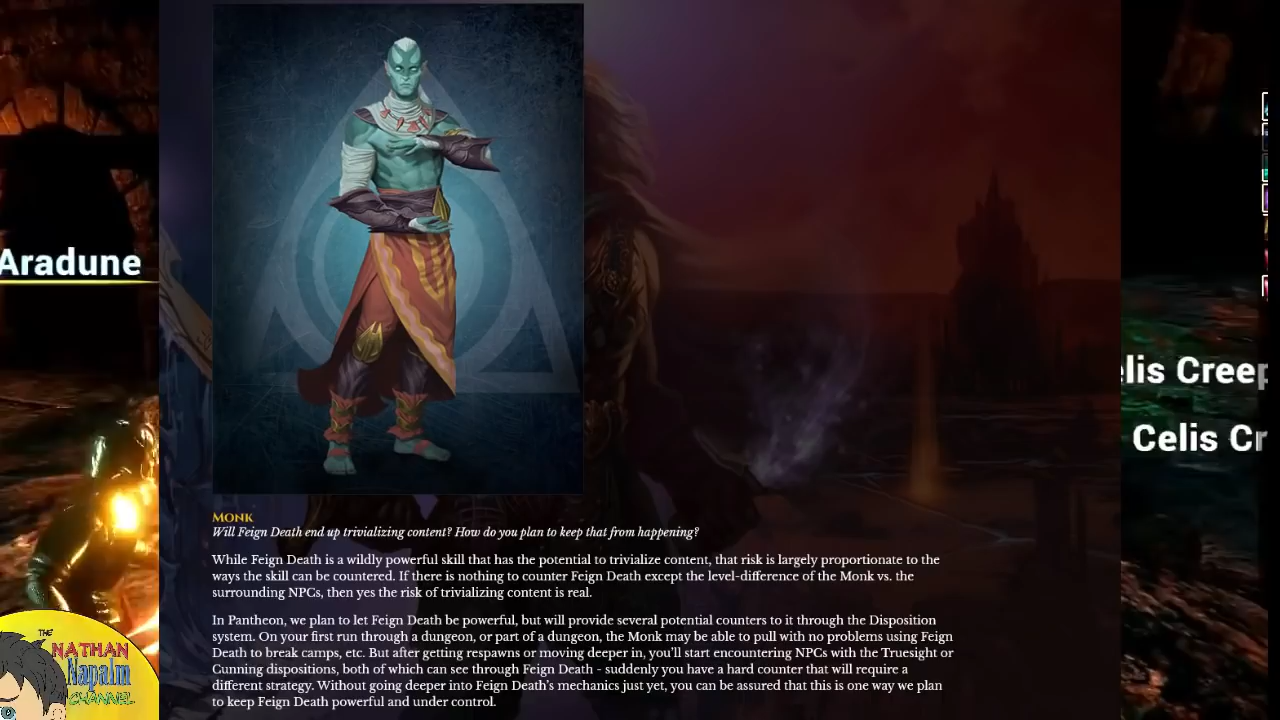 Aradune
elis Creep
Celis Cr
MONK
Will Feign Death end up trivializing content? How do you plan to keep that from happening?
While Feign Death is a wildly powerful skill that has the potential to trivialize content, that risk is largely proportionate to the
ways the skill can be countered. If there is nothing to counter Feign Death except the level-difference of the Monk vs. the
surrounding NPCs, then yes the risk of trivializing content is real.
In Pantheon, we plan to let Feign Death be powerful, but will provide several potential counters to it through the Disposition
system. On your first run through a dungeon, or part of a dungeon, the Monk may be able to pull with no problems using Feign
Death to break camps, etc. But after getting respawns or moving deeper in, you'll start encountering NPCs with the Truesight or
Cunning dispositions, both of which can see through Feign Death - suddenly you have a hard counter that will require a
different strategy. Without going deeper into Feign Death's mechanics just yet, you can be assured that this is one way we plan
to keep Feign Death powerful and under control.
THE
NATHAN
Napalm
CHANNEL